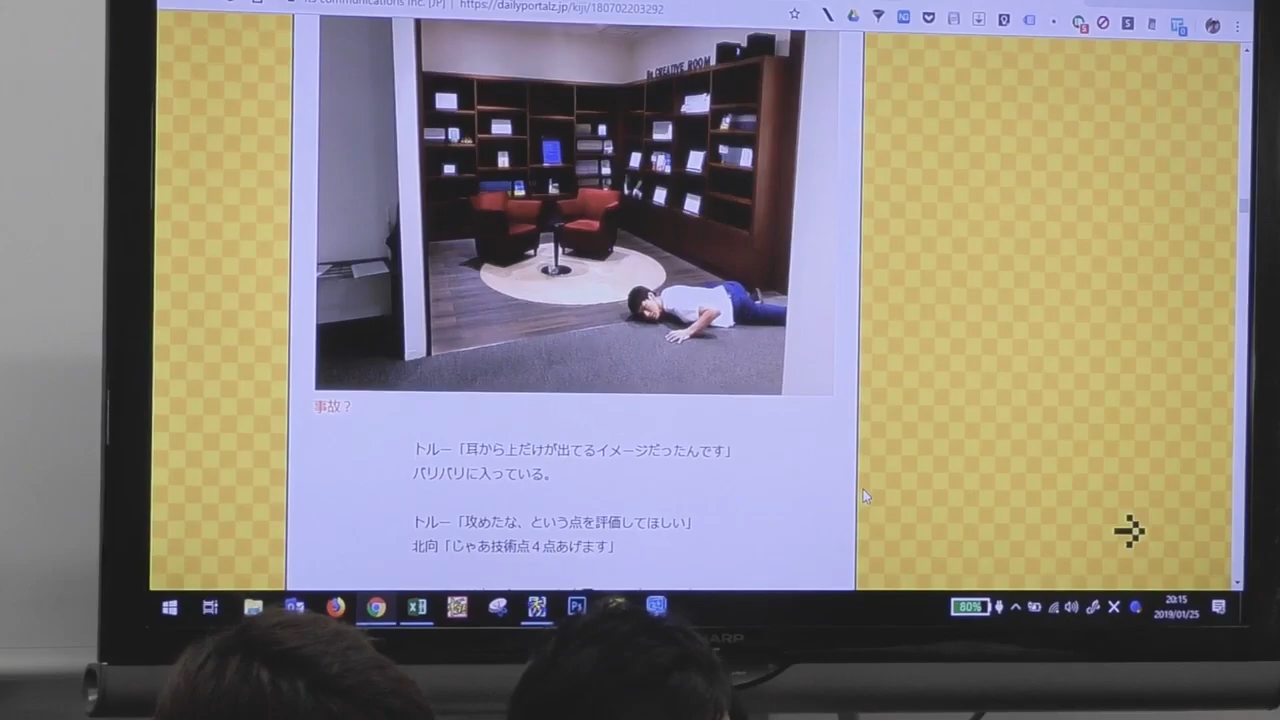 its communications Inc. [JP] | https://dailyportalz.jp/kiji/180702203292
CREATIVE ROOM
事故？
トルー「耳から上だけが出てるイメージだったんです」
バリバリに入っている。
トルー「攻めたな、という点を評価してほしい」
北向「じゃあ技術点４点あげます」
80%
20:15
2019/01/25
SHARP